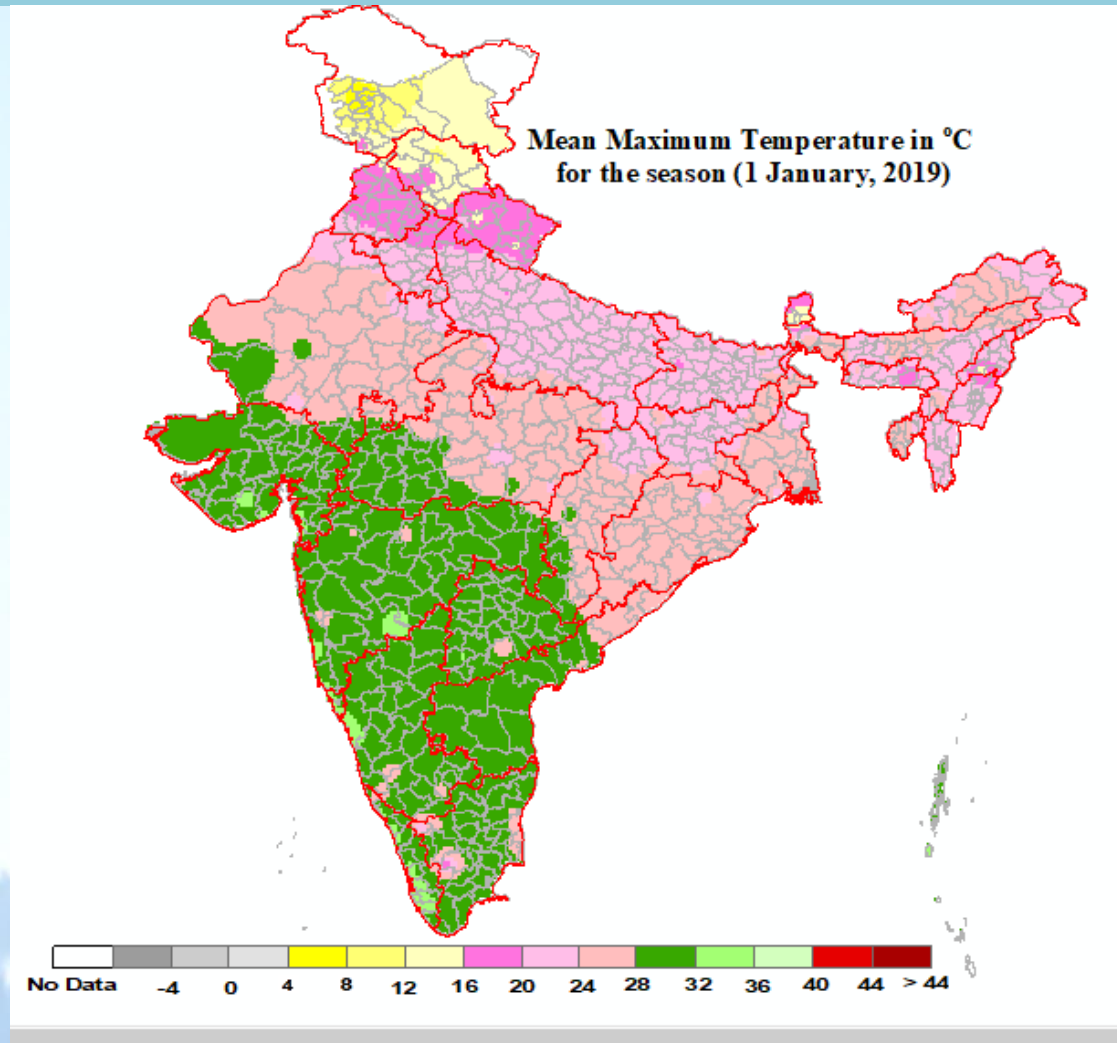 Mean Maximum Temperature in °C
for the season (1 January, 2019)
No Data -4 0 4 8 12 16 20 24 28 32 36 40 44 > 44